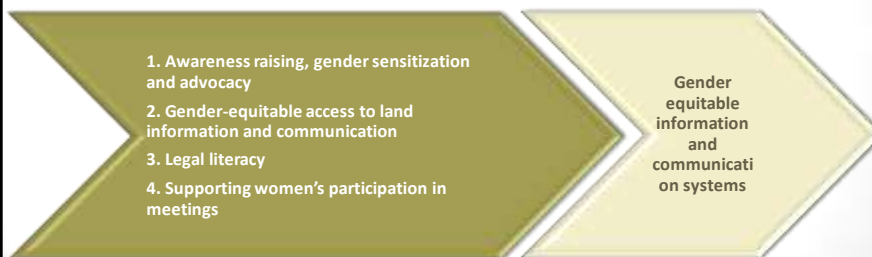 1. Awareness raising, gender sensitization
and advocacy
2. Gender-equitable access to land
information and communication
3. Legal literacy
4. Supporting women's participation in
meetings
Gender
equitable
information
and
communicati
on systems